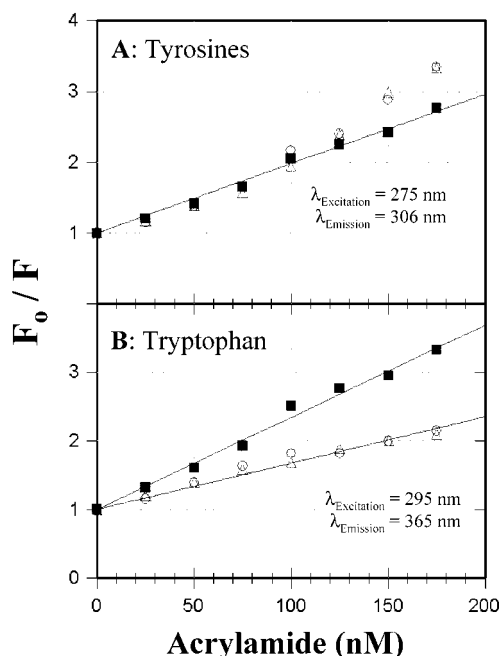 4
A: Tyrosines
3
2
λExcitation = 275 nm
λEmission = 306 nm
1
Fo / F
B: Tryptophan
3
2
λExcitation = 295 nm
λEmission = 365 nm
1
0
0 50 100 150 200
Acrylamide (nM)